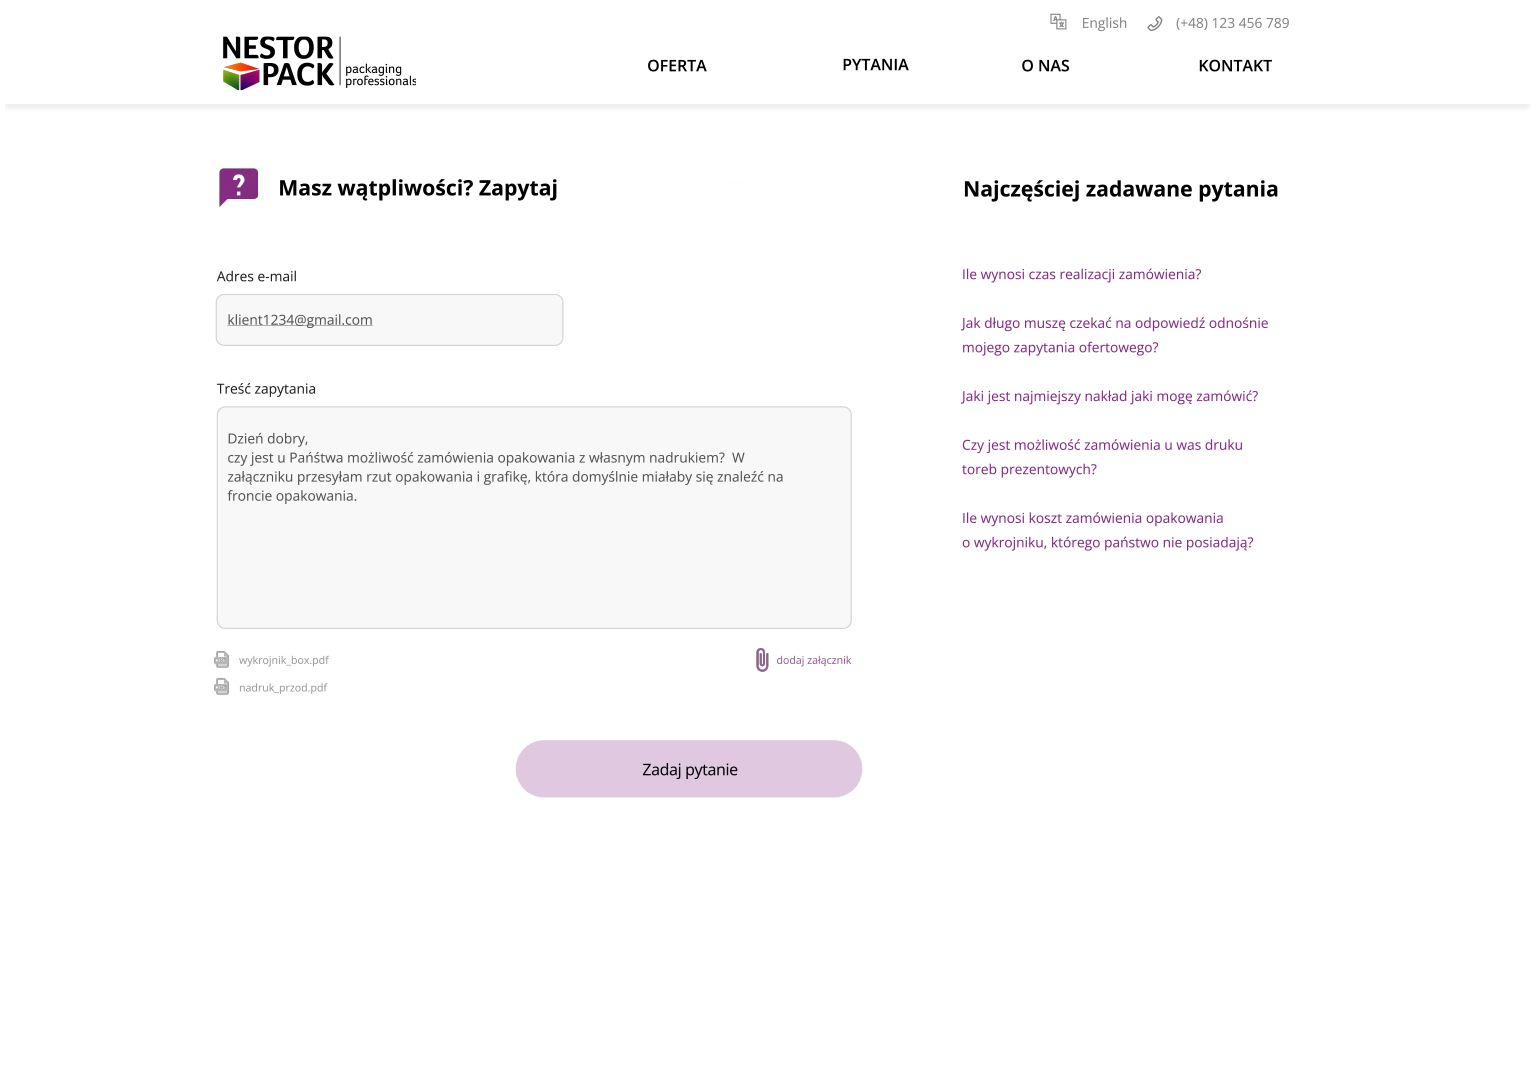 English (+48) 123 456 789
NESTOR
PACK
packaging
professionals
OFERTA PYTANIA O NAS KONTAKT
Masz wątpliwości? Zapytaj
Adres e-mail
klient1234@gmail.com
Treść zapytania
Dzień dobry,
czy jest u Pańśtwa możliwość zamówienia opakowania z własnym nadrukiem?  W
załączniku przesyłam rzut opakowania i grafikę, która domyślnie miałaby się znaleźć na
froncie opakowania.
wykrojnik_box.pdf
nadruk_przod.pdf
dodaj załącznik
Zadaj pytanie
Najczęściej zadawane pytania
Ile wynosi czas realizacji zamówienia?
Jak długo muszę czekać na odpowiedź odnośnie
mojego zapytania ofertowego?
Jaki jest najmiejszy nakład jaki mogę zamówić?
Czy jest możliwość zamówienia u was druku
toreb prezentowych?
Ile wynosi koszt zamówienia opakowania
o wykrojniku, którego państwo nie posiadają?